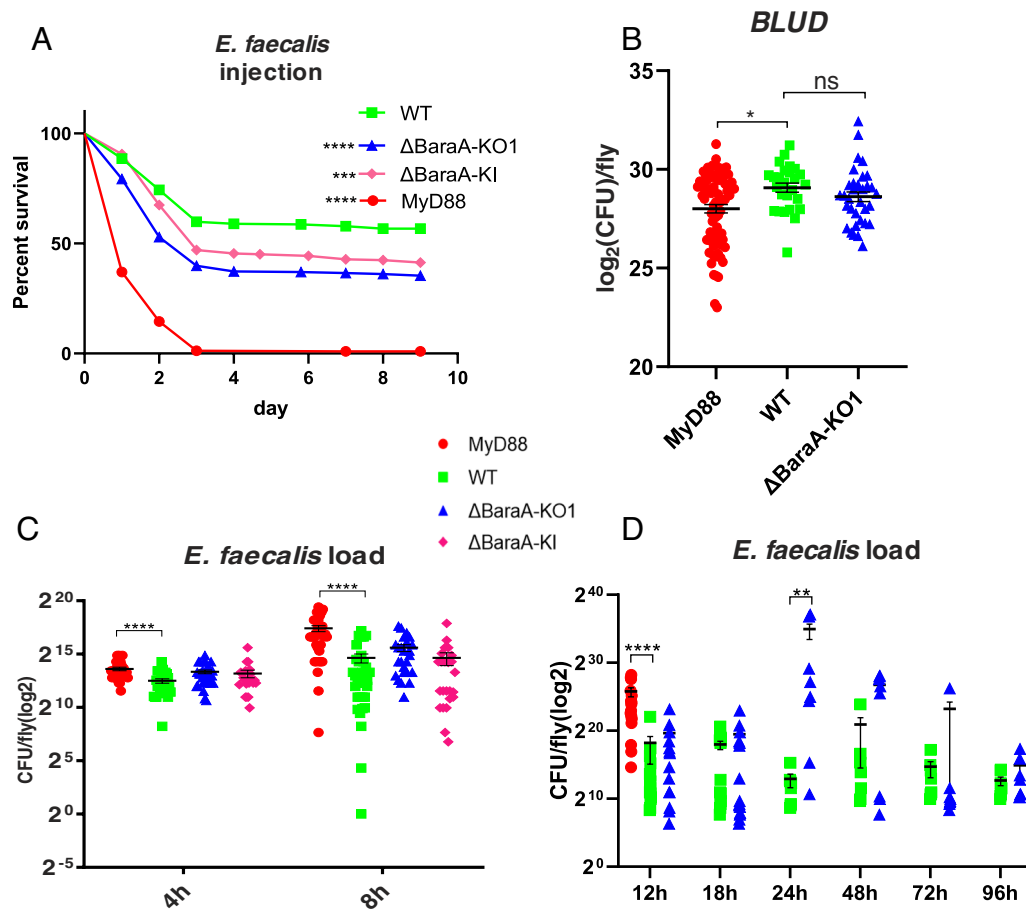 A
E. faecalis
injection
WT
**** ΔBaraA-KO1
*** ΔBaraA-KI
**** MyD88
Percent survival
100
50
0
0 2 4 6 8 10
day
B
BLUD
ns
*
log2(CFU)/fly
35
30
25
20
MyD88
WT
ΔBaraA-KO1
MyD88
WT
ΔBaraA-KO1
ΔBaraA-KI
C
E. faecalis load
CFU/fly(log2)
2^20
2^15
2^10
2^5
2^0
2^-5
****
****
4h
8h
D
E. faecalis load
CFU/fly(log2)
2^40
2^30
2^20
2^10
2^0
****
**
12h 18h 24h 48h 72h 96h